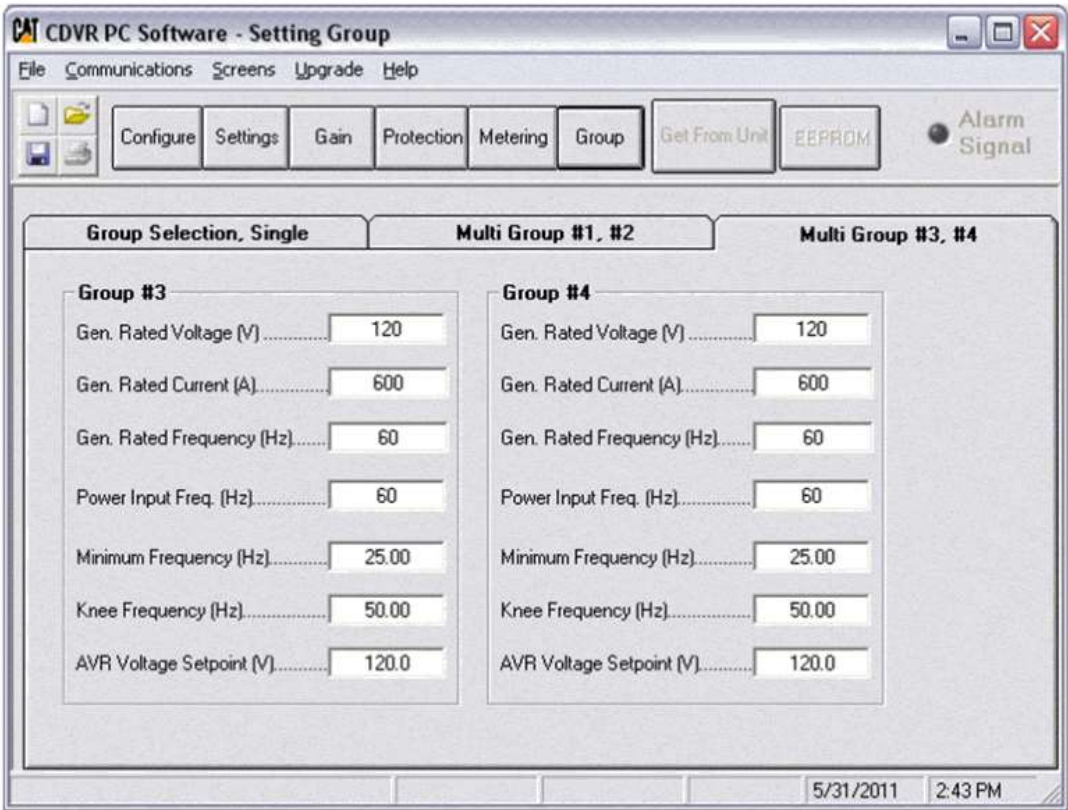 CAT CDVR PC Software - Setting Group
File Communications Screens Upgrade Help
Configure Settings Gain Protection Metering Group Get From Unit EEPROM Alarm Signal
Group Selection, Single Multi Group #1, #2 Multi Group #3, #4
Group #3 Group #4
Gen. Rated Voltage (V) ............. 120 Gen. Rated Voltage (V) ............. 120
Gen. Rated Current (A)............... 600 Gen. Rated Current (A)............... 600
Gen. Rated Frequency (Hz)....... 60 Gen. Rated Frequency (Hz)....... 60
Power Input Freq. (Hz)............... 60 Power Input Freq. (Hz)............... 60
Minimum Frequency (Hz)............ 25.00 Minimum Frequency (Hz)............ 25.00
Knee Frequency (Hz)................. 50.00 Knee Frequency (Hz)................. 50.00
AVR Voltage Setpoint (V)........... 120.0 AVR Voltage Setpoint (V)........... 120.0
5/31/2011 2:43 PM